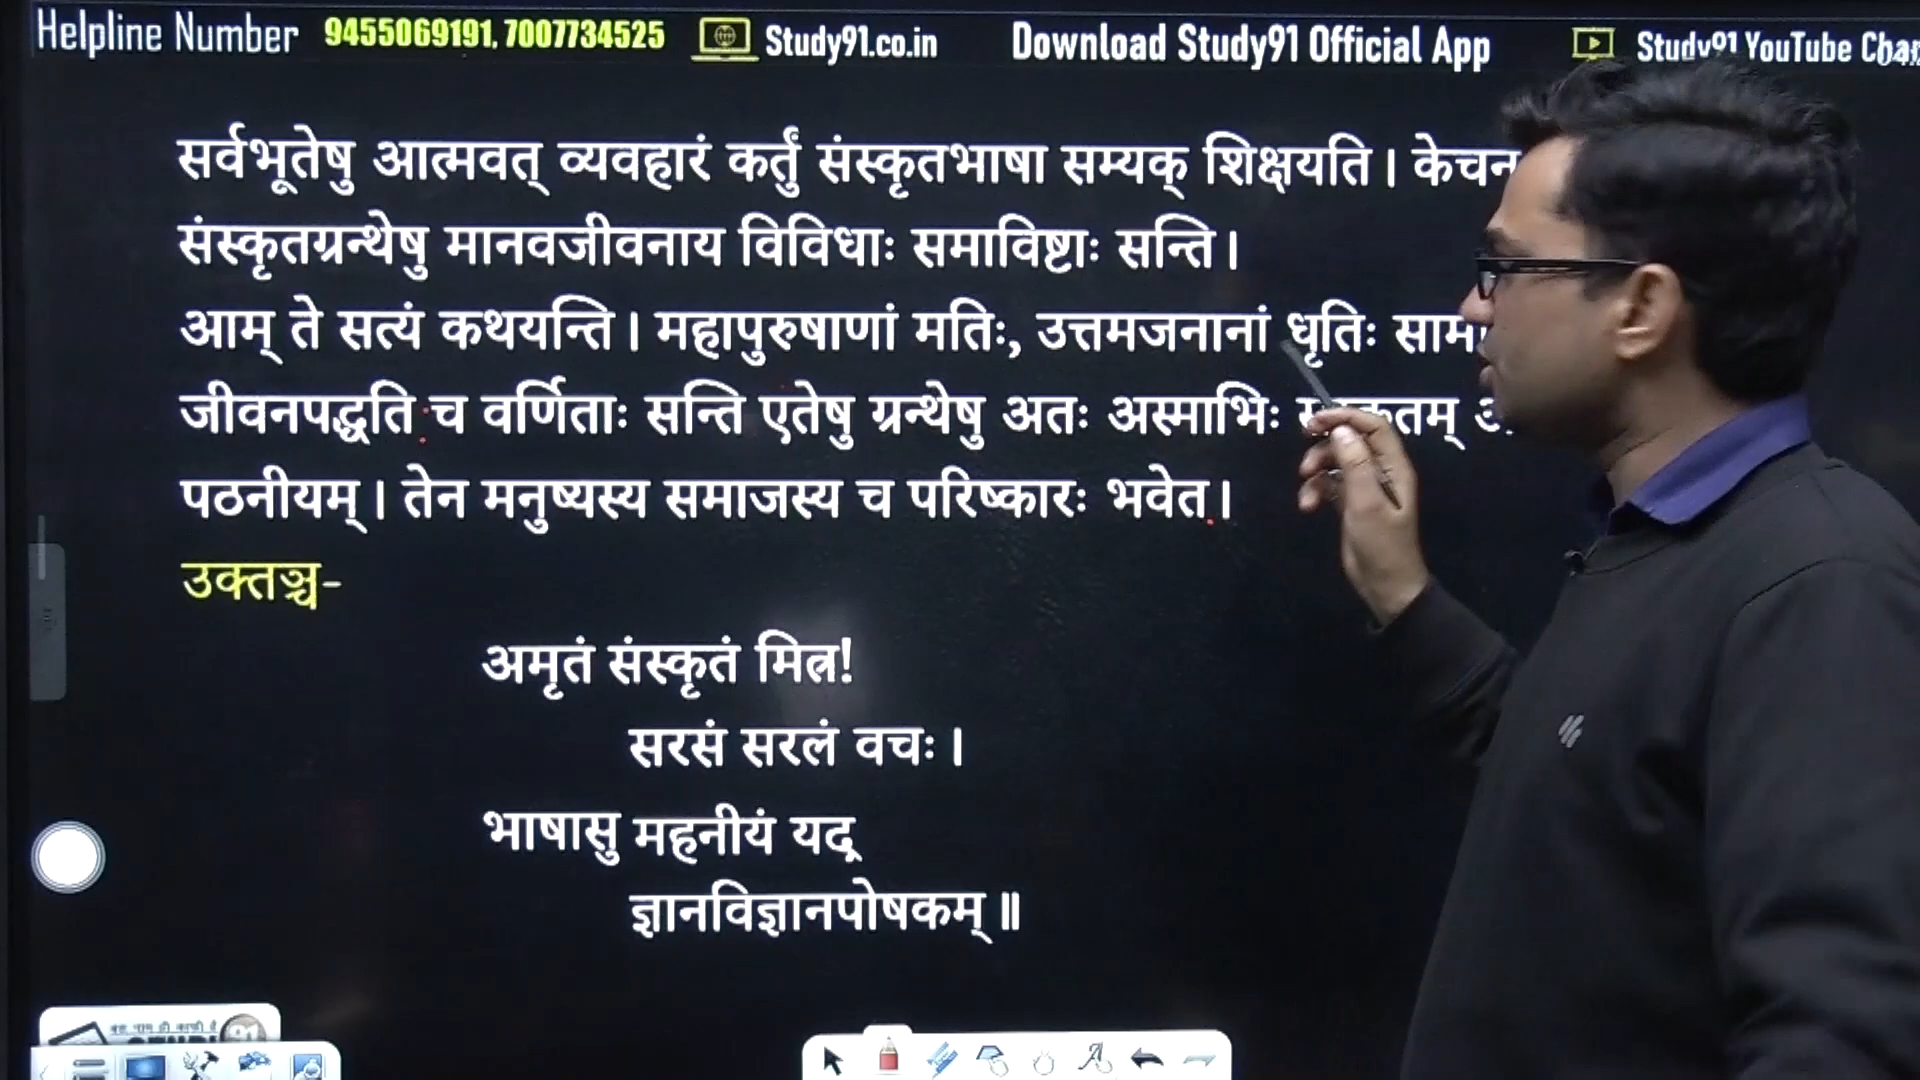 Helpline Number 9455069191, 7007734525 Study91.co.in Download Study91 Official App Study91 YouTube
सर्वभूतेषु आत्मवत् व्यवहारं कर्तुं संस्कृतभाषा सम्यक् शिक्षयति । केचन
संस्कृतग्रन्थेषु मानवजीवनाय विविधाः समाविष्टाः सन्ति ।
आम् ते सत्यं कथयन्ति । महापुरुषाणां मतिः, उत्तमजनानां धृतिः
जीवनपद्धति च वर्णिताः सन्ति एतेषु ग्रन्थेषु अतः अस्माभिः
पठनीयम् । तेन मनुष्यस्य समाजस्य च परिष्कारः भवेत ।
उक्तञ्च-
अमृतं संस्कृतं मित्र!
सरसं सरलं वचः ।
भाषासु महनीयं यद्
ज्ञानविज्ञानपोषकम् ॥